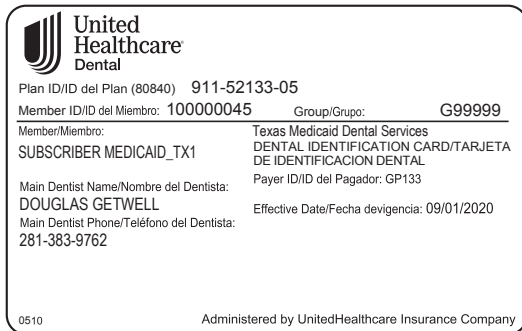 United
Healthcare®
Dental
Plan ID/ID del Plan (80840) 911-52133-05
Member ID/ID del Miembro: 100000045 Group/Grupo: G99999
Member/Miembro:
SUBSCRIBER MEDICAID_TX1
Main Dentist Name/Nombre del Dentista:
DOUGLAS GETWELL
Main Dentist Phone/Teléfono del Dentista:
281-383-9762
Texas Medicaid Dental Services
DENTAL IDENTIFICATION CARD/TARJETA
DE IDENTIFICACION DENTAL
Payer ID/ID del Pagador: GP133
Effective Date/Fecha devigencia: 09/01/2020
0510 Administered by UnitedHealthcare Insurance Company